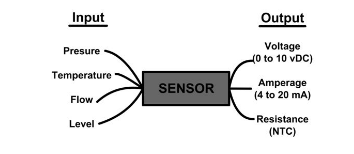 Input
Output
Presure
Temperature
Flow
Level
SENSOR
Voltage
(0 to 10 vDC)
Amperage
(4 to 20 mA)
Resistance
(NTC)